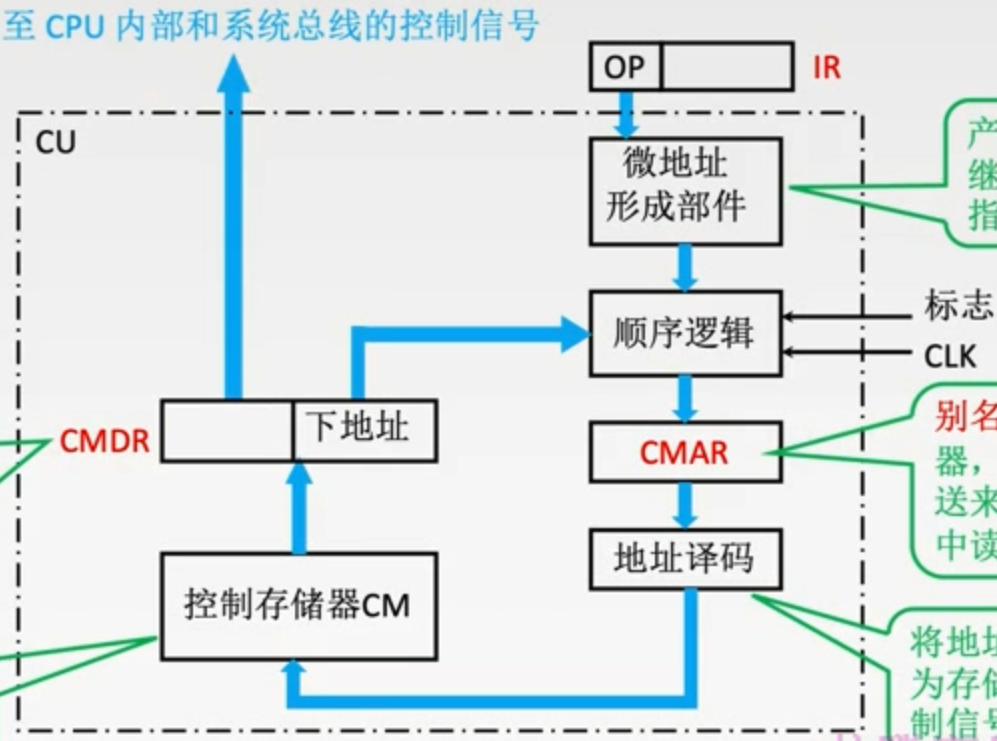 至 CPU 内部和系统总线的控制信号
OP
IR
CU
微地址
形成部件
产
继
指
顺序逻辑
标志
CLK
CMDR
下地址
CMAR
别名
器，
送来
中读
地址译码
控制存储器CM
将地址
为存储
制信号